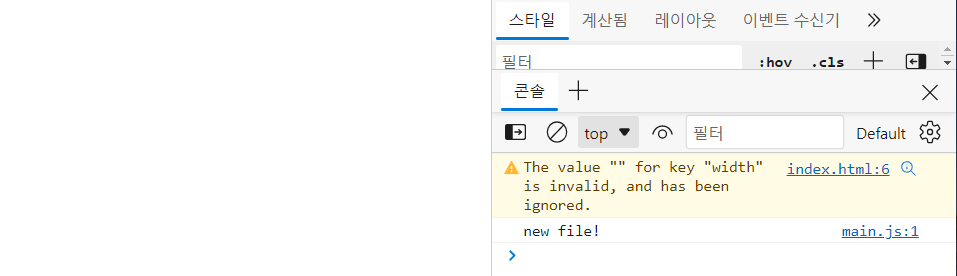 스타일 계산됨 레이아웃 이벤트 수신기
필터 :hov .cls
콘솔
top 필터 Default
The value "" for key "width" index.html:6
is invalid, and has been
ignored.
new file! main.js:1